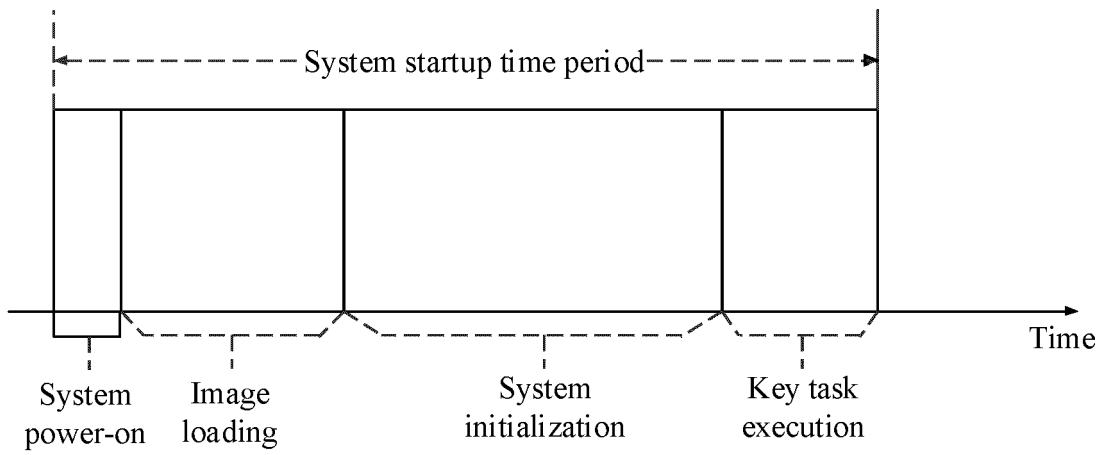 System startup time period
Time
System
power-on
Image
loading
System
initialization
Key task
execution